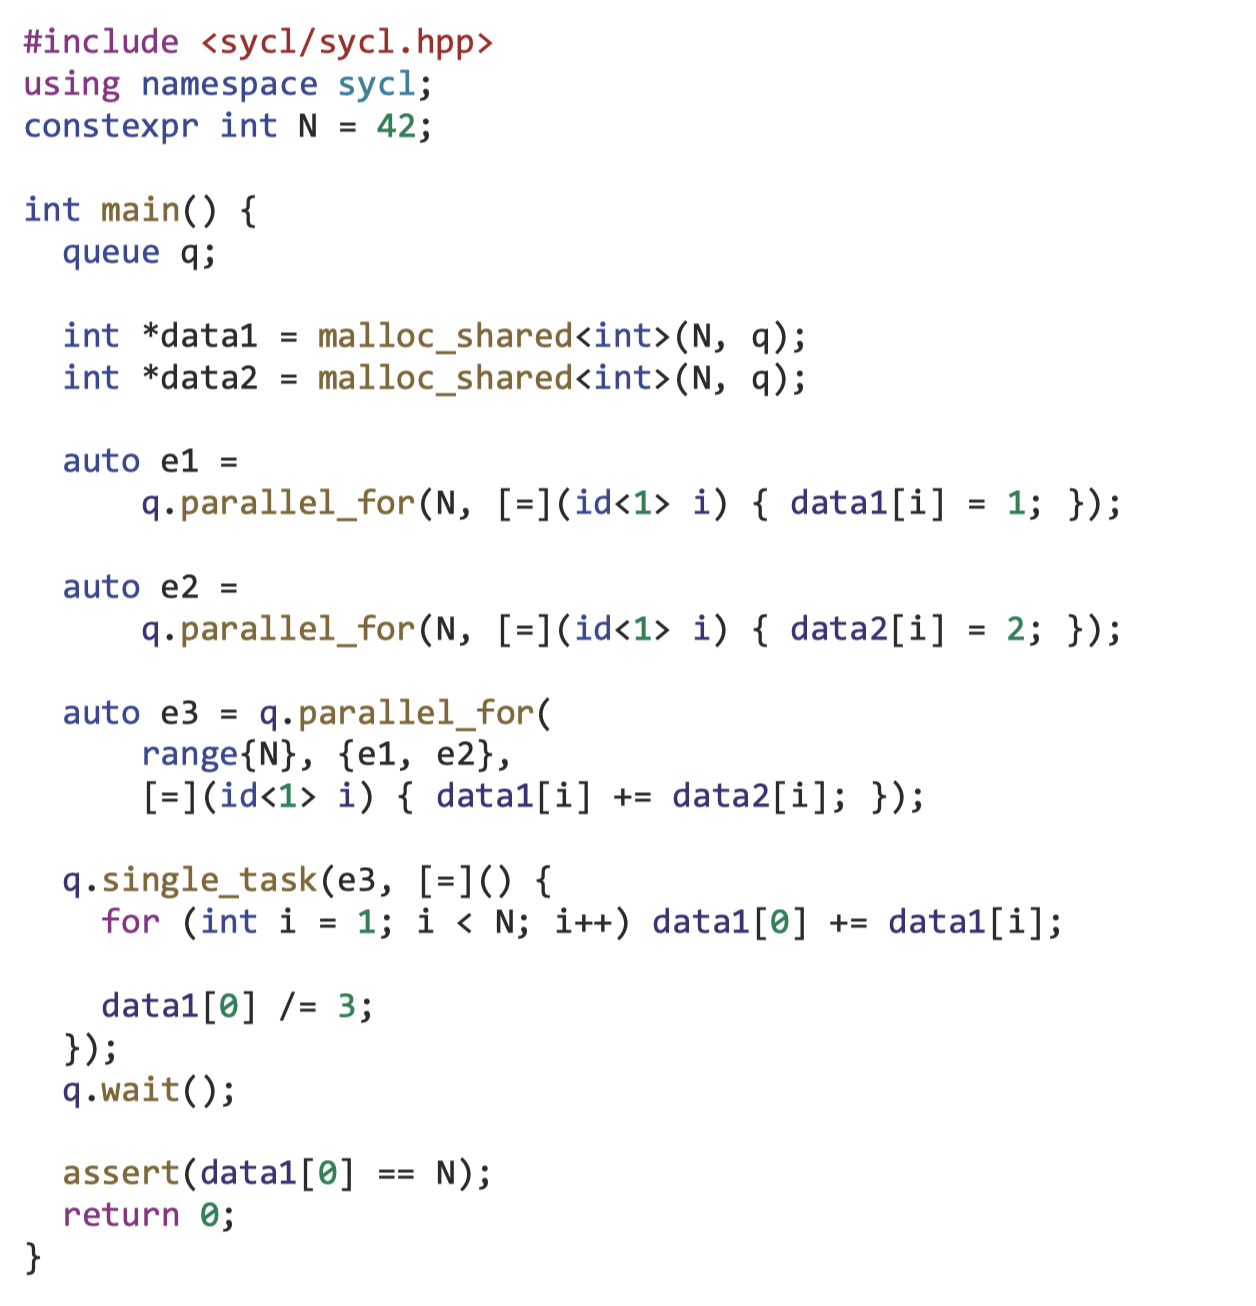 #include <sycl/sycl.hpp>
using namespace sycl;
constexpr int N = 42;

int main() {
  queue q;

  int *data1 = malloc_shared<int>(N, q);
  int *data2 = malloc_shared<int>(N, q);

  auto e1 =
      q.parallel_for(N, [=](id<1> i) { data1[i] = 1; });

  auto e2 =
      q.parallel_for(N, [=](id<1> i) { data2[i] = 2; });

  auto e3 = q.parallel_for(
      range{N}, {e1, e2},
      [=](id<1> i) { data1[i] += data2[i]; });

  q.single_task(e3, [=]() {
    for (int i = 1; i < N; i++) data1[0] += data1[i];

    data1[0] /= 3;
  });
  q.wait();

  assert(data1[0] == N);
  return 0;
}